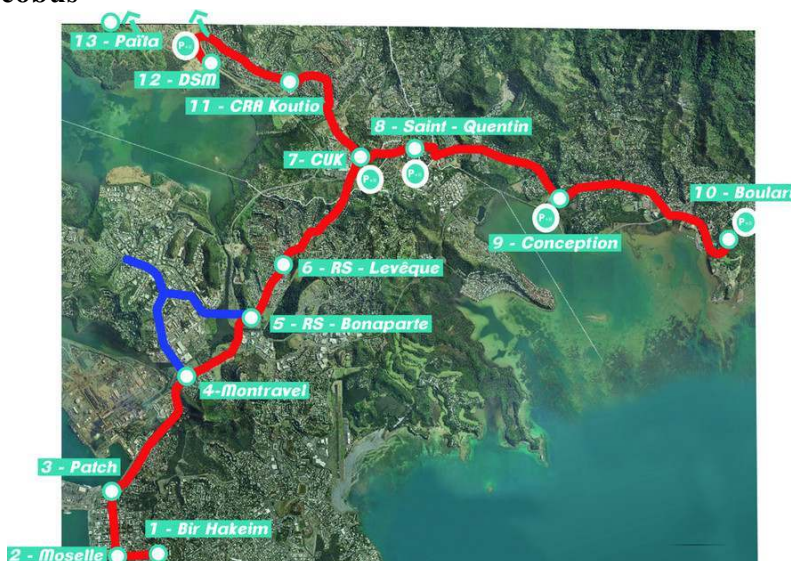 cobus
13 - Païta
12 - DSM
11 - CRA Koutio
8 - Saint - Quentin
7- CUK
10 - Boulari
9 - Conception
6 - RS - Levêque
5 - RS - Bonaparte
4-Montravel
3 - Patch
1 - Bir Hakeim
2 - Moselle